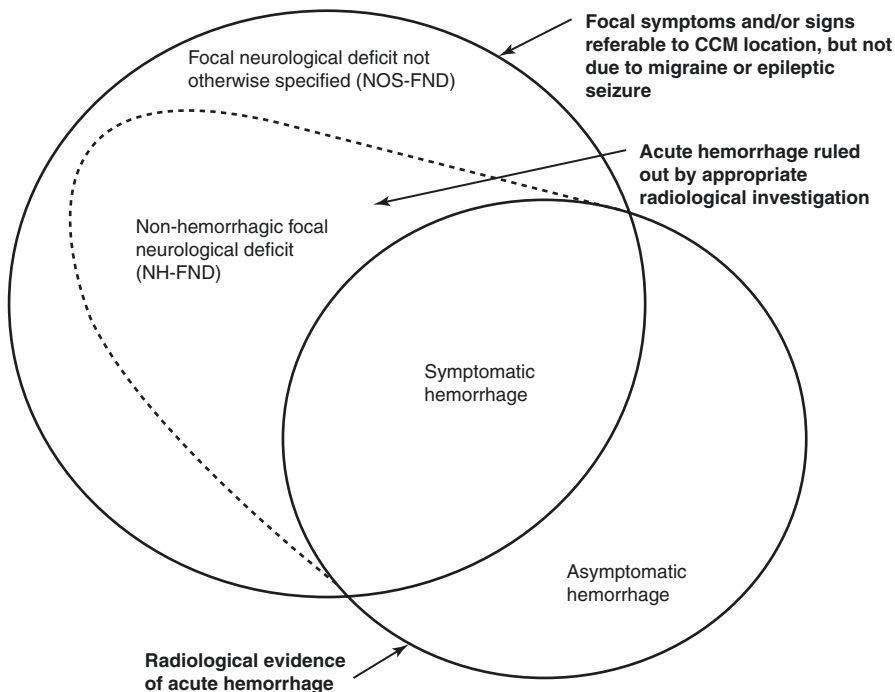 Focal symptoms and/or signs
referable to CCM location, but not
due to migraine or epileptic
seizure
Focal neurological deficit not
otherwise specified (NOS-FND)
Acute hemorrhage ruled
out by appropriate
radiological investigation
Non-hemorrhagic focal
neurological deficit
(NH-FND)
Symptomatic
hemorrhage
Asymptomatic
hemorrhage
Radiological evidence
of acute hemorrhage